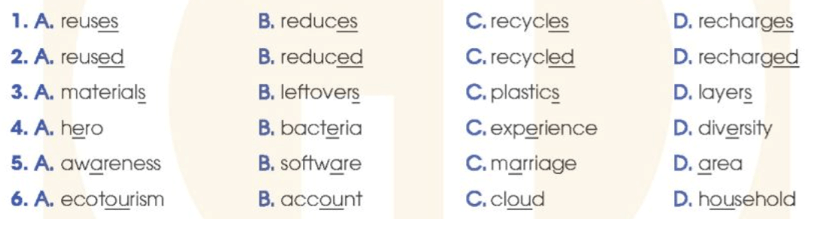 1. A. reuses B. reduces C. recycles D. recharges
2. A. reused B. reduced C. recycled D. recharged
3. A. materials B. leftovers C. plastics D. layers
4. A. hero B. bacteria C. experience D. diversity
5. A. awareness B. software C. marriage D. area
6. A. ecotourism B. account C. cloud D. household